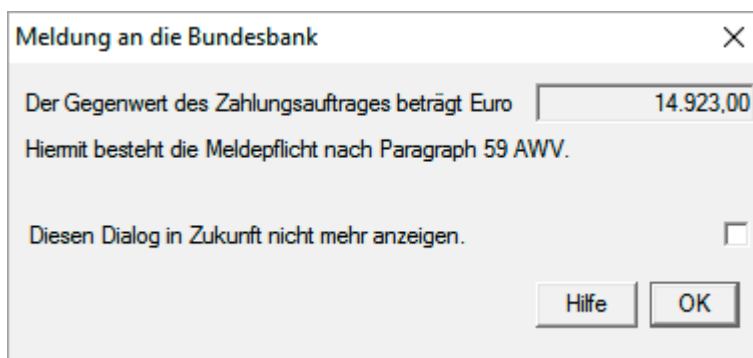 Meldung an die Bundesbank
Der Gegenwert des Zahlungsauftrages beträgt Euro 14.923,00
Hiermit besteht die Meldepflicht nach Paragraph 59 AWV.
Diesen Dialog in Zukunft nicht mehr anzeigen.
Hilfe OK